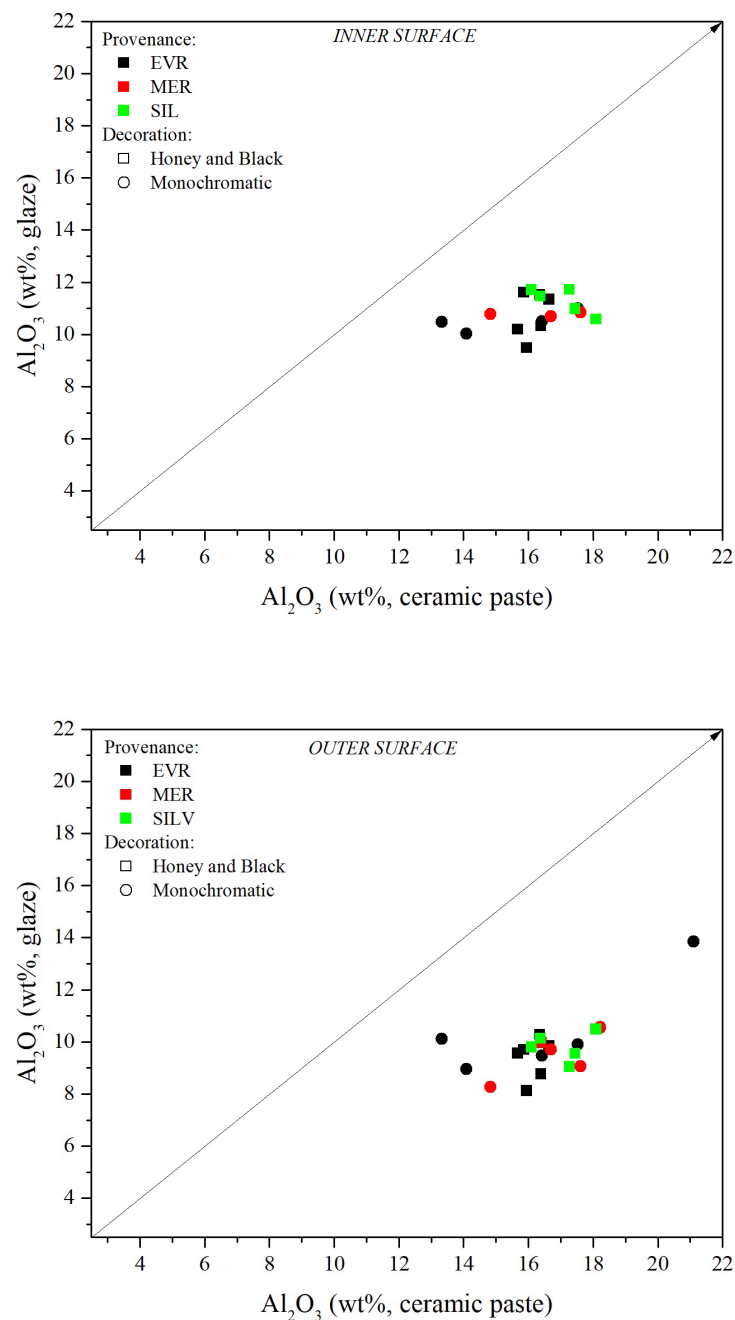 INNER SURFACE
Provenance:
EVR
MER
SIL
Decoration:
Honey and Black
Monochromatic
22
20
18
16
14
12
10
8
6
4
Al₂O₃ (wt%, glaze)
4 6 8 10 12 14 16 18 20 22
Al₂O₃ (wt%, ceramic paste)
OUTER SURFACE
Provenance:
EVR
MER
SILV
Decoration:
Honey and Black
Monochromatic
22
20
18
16
14
12
10
8
6
4
Al₂O₃ (wt%, glaze)
4 6 8 10 12 14 16 18 20 22
Al₂O₃ (wt%, ceramic paste)